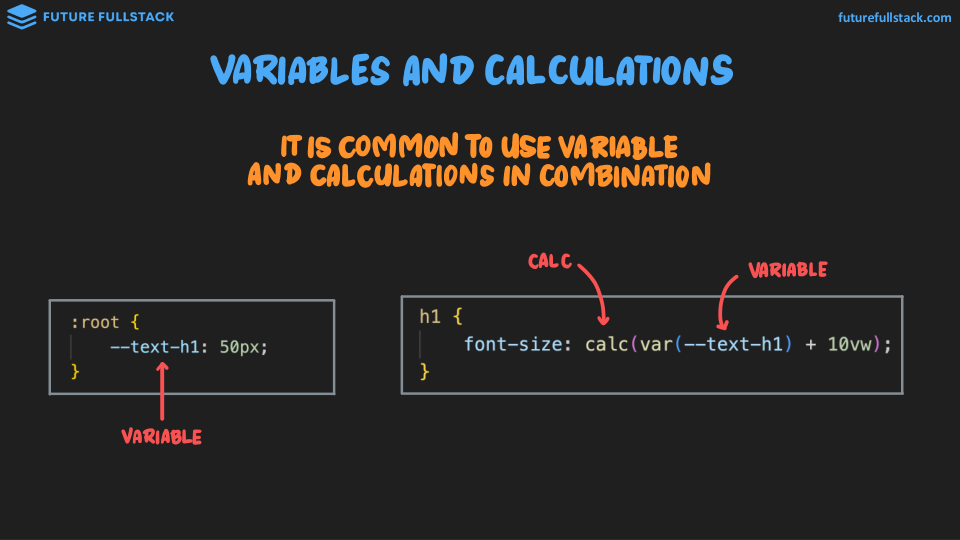 FUTURE FULLSTACK
futurefullstack.com
VARIABLES AND CALCULATIONS
IT IS COMMON TO USE VARIABLE
AND CALCULATIONS IN COMBINATION
:root {
--text-h1: 50px;
}
VARIABLE
CALC
VARIABLE
h1 {
font-size: calc(var(--text-h1) + 10vw);
}